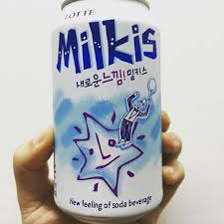 LOTTE
Milkis
새로운느낌!밀키스
New feeling of soda beverage